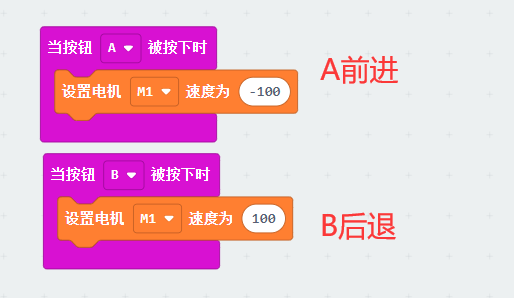 当按钮 A 被按下时
设置电机 M1 速度为 -100
A前进
当按钮 B 被按下时
设置电机 M1 速度为 100
B后退